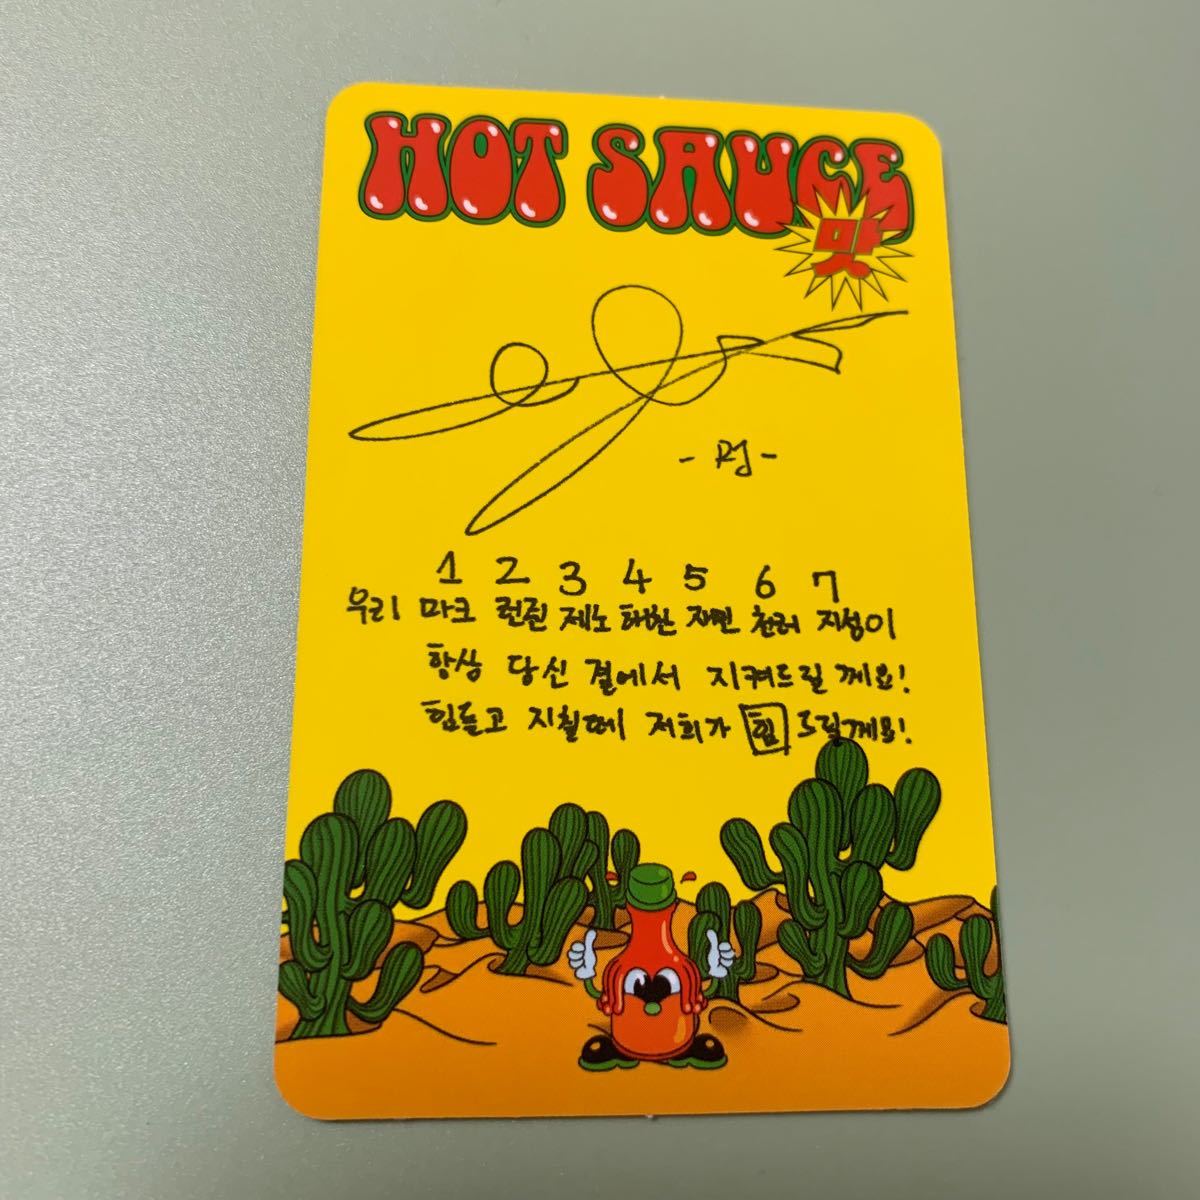 HOT SAUCE
맛
- RJ -
1 2 3 4 5 6 7
우리 마크 런쥔 제노 해찬 재민 천러 지성이
항상 당신 곁에서 지켜드릴 께요!
힘들고 지칠때 저희가 힘 드릴께요!